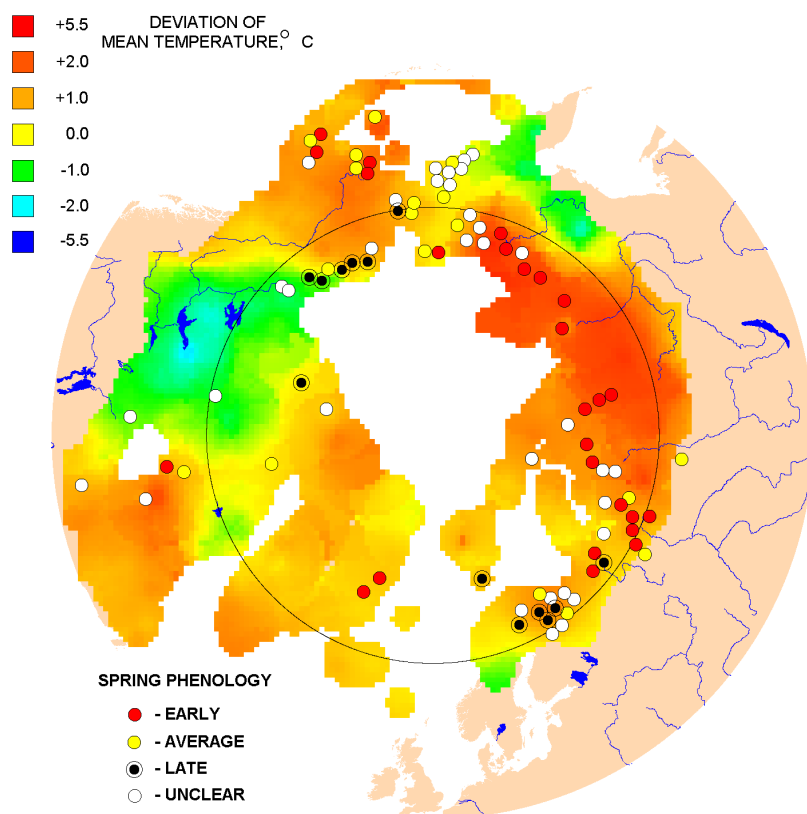 DEVIATION OF
MEAN TEMPERATURE,° C
+5.5
+2.0
+1.0
0.0
-1.0
-2.0
-5.5
SPRING PHENOLOGY
- EARLY
- AVERAGE
- LATE
- UNCLEAR